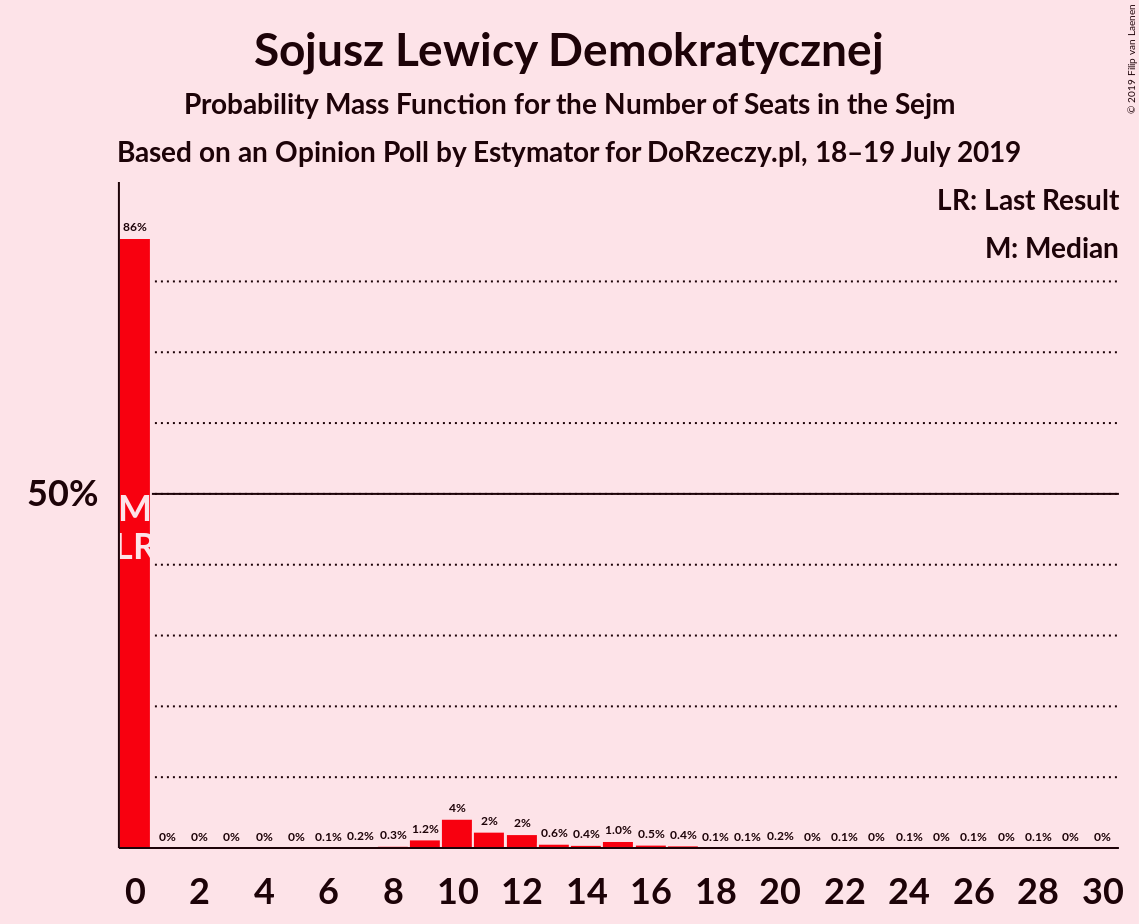 Sojusz Lewicy Demokratycznej
Probability Mass Function for the Number of Seats in the Sejm
Based on an Opinion Poll by Estymator for DoRzeczy.pl, 18–19 July 2019
© 2019 Filip van Laenen
LR: Last Result
M: Median
86%
50%
M
LR
0% 0% 0% 0% 0% 0.1% 0.2% 0.3% 1.2% 4% 2% 2% 0.6% 0.4% 1.0% 0.5% 0.4% 0.1% 0.1% 0.2% 0% 0.1% 0% 0.1% 0% 0.1% 0% 0.1% 0% 0%
0 2 4 6 8 10 12 14 16 18 20 22 24 26 28 30